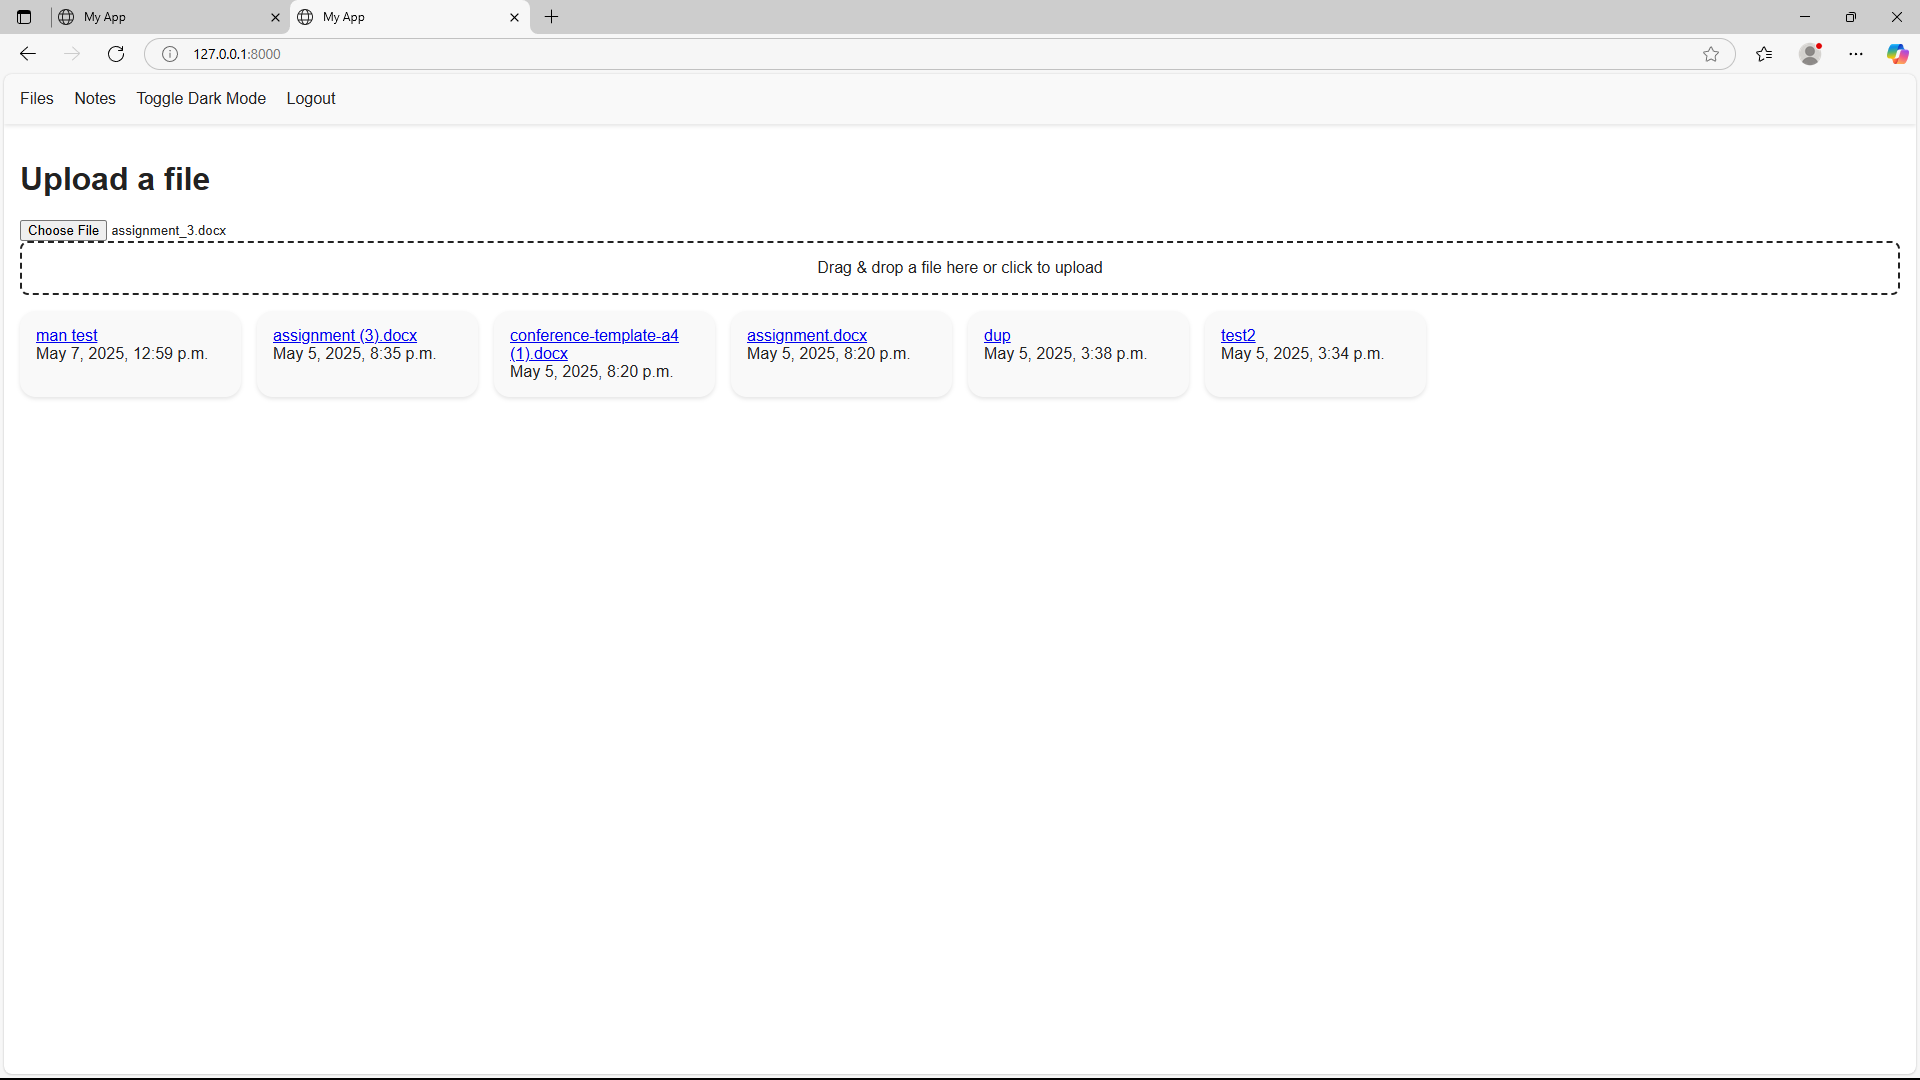 My App
My App
127.0.0.1:8000
Files Notes Toggle Dark Mode Logout
Upload a file
Choose File assignment_3.docx
Drag & drop a file here or click to upload
man test
May 7, 2025, 12:59 p.m.
assignment (3).docx
May 5, 2025, 8:35 p.m.
conference-template-a4
(1).docx
May 5, 2025, 8:20 p.m.
assignment.docx
May 5, 2025, 8:20 p.m.
dup
May 5, 2025, 3:38 p.m.
test2
May 5, 2025, 3:34 p.m.